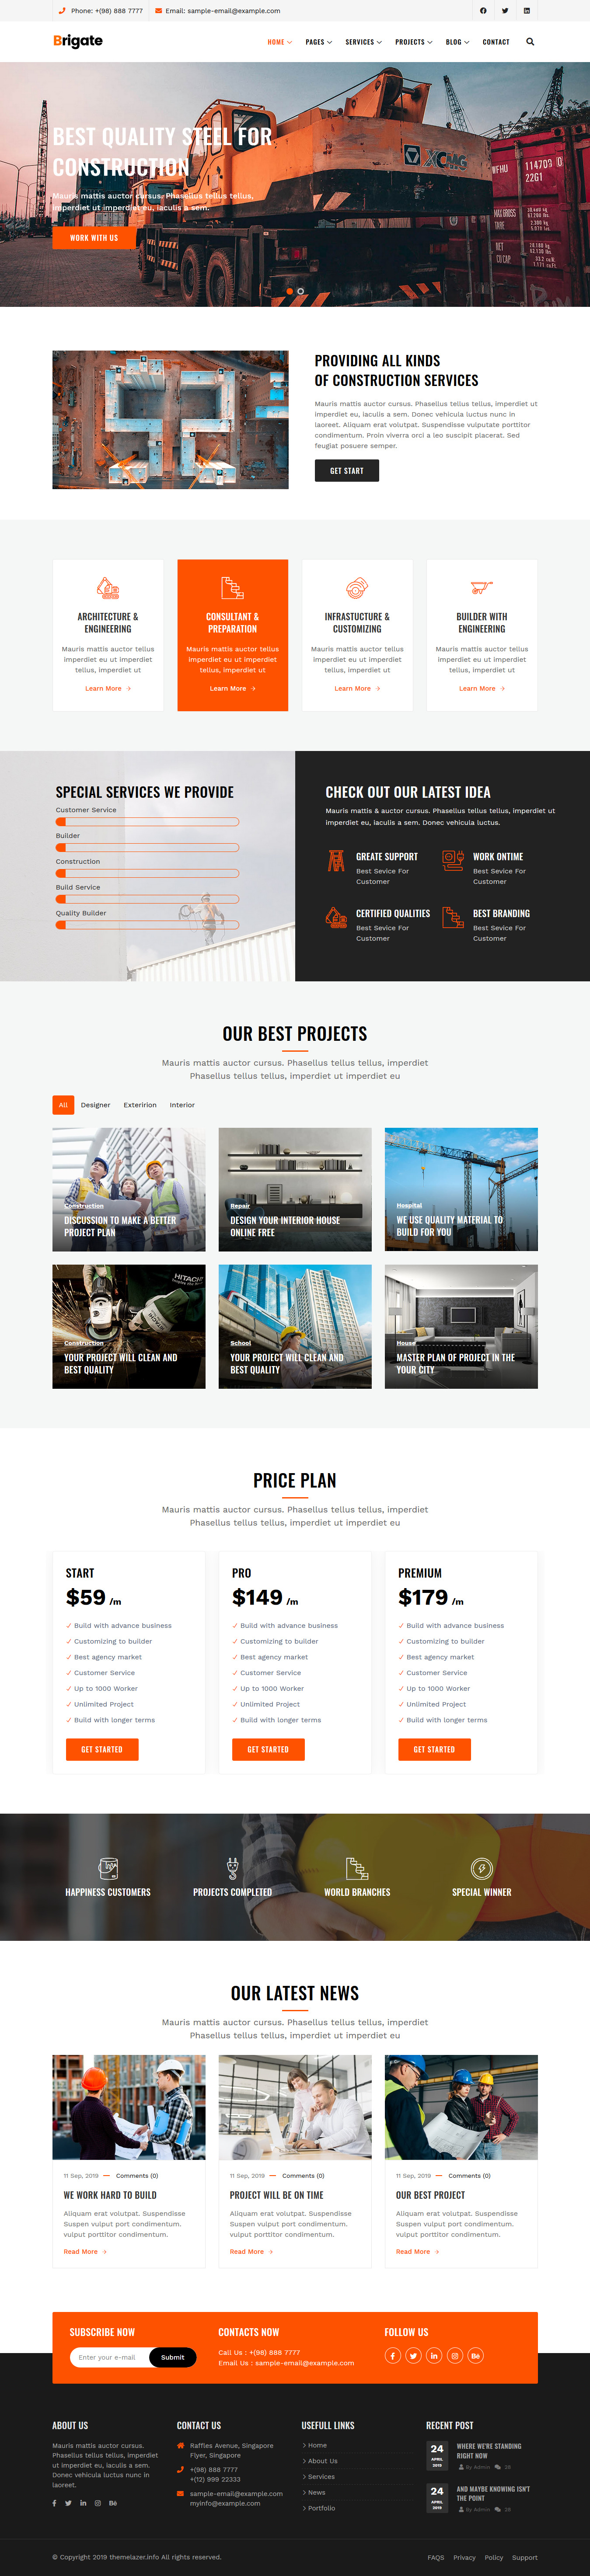 Phone: +(98) 888 7777
Email: sample-email@example.com
Brigate
HOME
PAGES
SERVICES
PROJECTS
BLOG
CONTACT
BEST QUALITY STEEL FOR
CONSTRUCTION
Mauris mattis auctor cursus. Phasellus tellus tellus,
imperdiet ut imperdiet eu, iaculis a sem.
WORK WITH US
XCMG
22G1
PROVIDING ALL KINDS
OF CONSTRUCTION SERVICES
Mauris mattis auctor cursus. Phasellus tellus tellus, imperdiet ut
imperdiet eu, iaculis a sem. Donec vehicula luctus nunc in
laoreet. Aliquam erat volutpat. Suspendisse vulputate porttitor
condimentum. Proin viverra orci a leo suscipit placerat. Sed
feugiat posuere semper.
GET START
ARCHITECTURE &
ENGINEERING
Mauris mattis auctor tellus
imperdiet eu ut imperdiet
tellus, imperdiet ut
Learn More
CONSULTANT &
PREPARATION
Mauris mattis auctor tellus
imperdiet eu ut imperdiet
tellus, imperdiet ut
Learn More
INFRASTUCTURE &
CUSTOMIZING
Mauris mattis auctor tellus
imperdiet eu ut imperdiet
tellus, imperdiet ut
Learn More
BUILDER WITH
ENGINEERING
Mauris mattis auctor tellus
imperdiet eu ut imperdiet
tellus, imperdiet ut
Learn More
SPECIAL SERVICES WE PROVIDE
Customer Service
Builder
Construction
Build Service
Quality Builder
CHECK OUT OUR LATEST IDEA
Mauris mattis & auctor cursus. Phasellus tellus tellus, imperdiet ut
imperdiet eu, iaculis a sem. Donec vehicula luctus.
GREATE SUPPORT
Best Sevice For
Customer
WORK ONTIME
Best Sevice For
Customer
CERTIFIED QUALITIES
Best Sevice For
Customer
BEST BRANDING
Best Sevice For
Customer
OUR BEST PROJECTS
Mauris mattis auctor cursus. Phasellus tellus tellus, imperdiet
Phasellus tellus tellus, imperdiet ut imperdiet eu
All
Designer
Exteririon
Interior
Construction
DISCUSSION TO MAKE A BETTER
PROJECT PLAN
Repair
DESIGN YOUR INTERIOR HOUSE
ONLINE FREE
Hospital
WE USE QUALITY MATERIAL TO
BUILD FOR YOU
HITACHI
Construction
YOUR PROJECT WILL CLEAN AND
BEST QUALITY
School
YOUR PROJECT WILL CLEAN AND
BEST QUALITY
House
MASTER PLAN OF PROJECT IN THE
YOUR CITY
PRICE PLAN
Mauris mattis auctor cursus. Phasellus tellus tellus, imperdiet
Phasellus tellus tellus, imperdiet ut imperdiet eu
START
$59 /m
Build with advance business
Customizing to builder
Best agency market
Customer Service
Up to 1000 Worker
Unlimited Project
Build with longer terms
GET STARTED
PRO
$149 /m
Build with advance business
Customizing to builder
Best agency market
Customer Service
Up to 1000 Worker
Unlimited Project
Build with longer terms
GET STARTED
PREMIUM
$179 /m
Build with advance business
Customizing to builder
Best agency market
Customer Service
Up to 1000 Worker
Unlimited Project
Build with longer terms
GET STARTED
HAPPINESS CUSTOMERS
PROJECTS COMPLETED
WORLD BRANCHES
SPECIAL WINNER
OUR LATEST NEWS
Mauris mattis auctor cursus. Phasellus tellus tellus, imperdiet
Phasellus tellus tellus, imperdiet ut imperdiet eu
11 Sep, 2019 — Comments (0)
WE WORK HARD TO BUILD
Aliquam erat volutpat. Suspendisse
Suspen vulput port condimentum.
vulput porttitor condimentum.
Read More
11 Sep, 2019 — Comments (0)
PROJECT WILL BE ON TIME
Aliquam erat volutpat. Suspendisse
Suspen vulput port condimentum.
vulput porttitor condimentum.
Read More
11 Sep, 2019 — Comments (0)
OUR BEST PROJECT
Aliquam erat volutpat. Suspendisse
Suspen vulput port condimentum.
vulput porttitor condimentum.
Read More
SUBSCRIBE NOW
Enter your e-mail
Submit
CONTACTS NOW
Call Us : +(98) 888 7777
Email Us : sample-email@example.com
FOLLOW US
ABOUT US
Mauris mattis auctor cursus.
Phasellus tellus tellus, imperdiet
ut imperdiet eu, iaculis a sem.
Donec vehicula luctus nunc in
laoreet.
CONTACT US
Raffles Avenue, Singapore
Flyer, Singapore
+(98) 888 7777
+(12) 999 22333
sample-email@example.com
myinfo@example.com
USEFULL LINKS
Home
About Us
Services
News
Portfolio
RECENT POST
24
APRIL
2019
WHERE WE'RE STANDING
RIGHT NOW
By Admin
28
24
APRIL
2019
AND MAYBE KNOWING ISN'T
THE POINT
By Admin
28
© Copyright 2019 themelazer.info All rights reserved.
FAQS
Privacy
Policy
Support